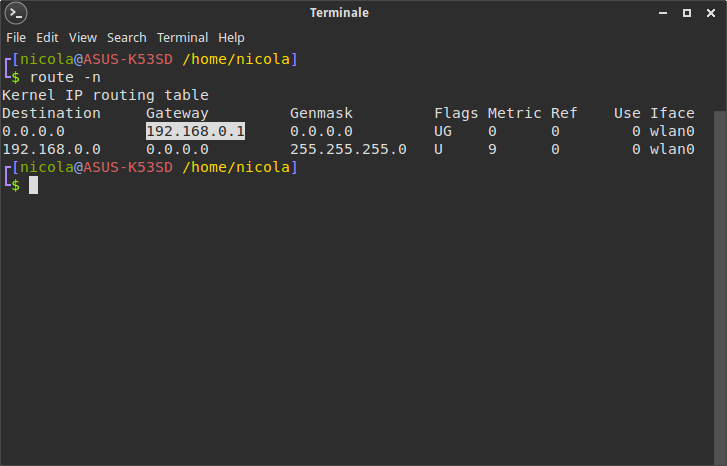 Terminale
File Edit View Search Terminal Help
[nicola@ASUS-K53SD /home/nicola]
$ route -n
Kernel IP routing table
Destination     Gateway         Genmask         Flags Metric Ref    Use Iface
0.0.0.0         192.168.0.1     0.0.0.0         UG    0      0        0 wlan0
192.168.0.0     0.0.0.0         255.255.255.0   U     9      0        0 wlan0
[nicola@ASUS-K53SD /home/nicola]
$